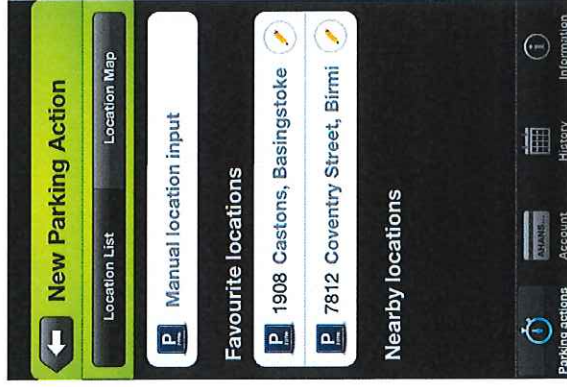 New Parking Action
Location List
Location Map
P
Manual location input
Favourite locations
P
1908 Castons, Basingstoke
P
7812 Coventry Street, Birmi
Nearby locations
AHANS...
Parking actions
Account
History
Information